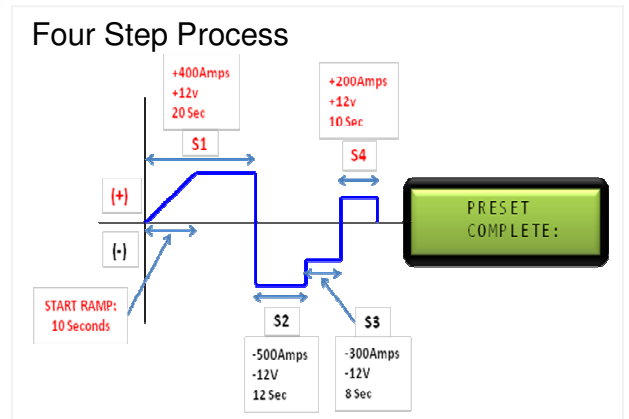 Four Step Process
+400Amps
+12v
20 Sec
S1
+200Amps
+12v
10 Sec
S4
(+)
(-)
PRESET
COMPLETE:
START RAMP:
10 Seconds
S2
-500Amps
-12V
12 Sec
S3
-300Amps
-12V
8 Sec